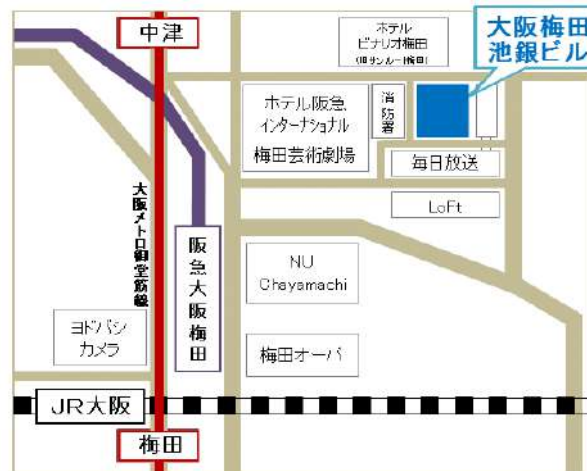 中津
ホテル
ビナリオ梅田
(旧サンルート梅田)
大阪梅田
池銀ビル
ホテル阪急
インターナショナル
梅田芸術劇場
消防署
毎日放送
LoFt
大阪メトロ御堂筋線
阪急大阪梅田
NU
Chayamachi
ヨドバシ
カメラ
梅田オーパ
JR大阪
梅田